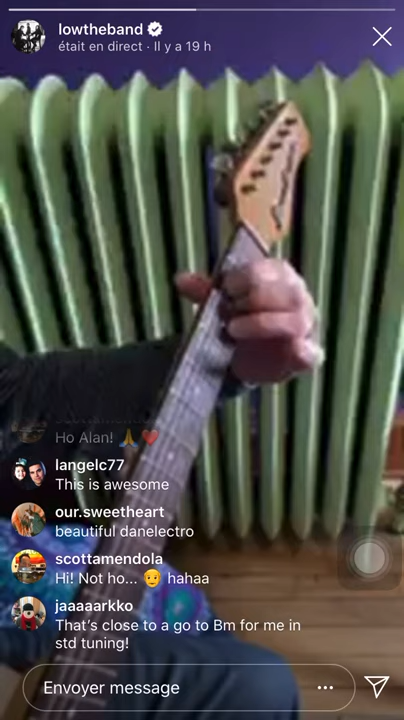 lowtheband
était en direct · Il y a 19 h
Ho Alan! 🙏❤️
langelc77
This is awesome
our.sweetheart
beautiful danelectro
scottamendola
Hi! Not ho... 😏 hahaa
jaaaaarkko
That's close to a go to Bm for me in
std tuning!
Envoyer message